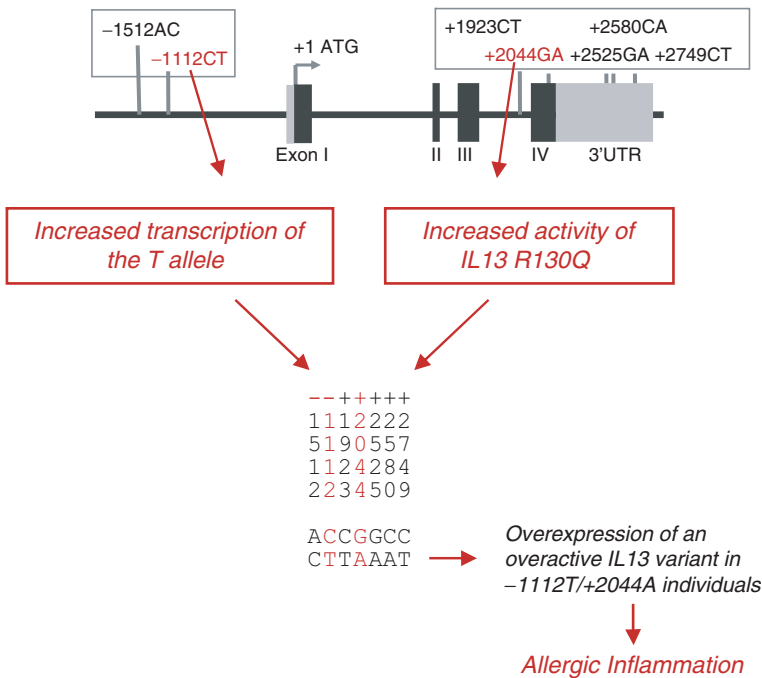 −1512AC
−1112CT
+1 ATG
+1923CT
+2580CA
+2044GA
+2525GA +2749CT
Exon I
II
III
IV
3'UTR
Increased transcription of
the T allele
Increased activity of
IL13 R130Q
--+++++
1112222
5190557
1124284
2234509
ACCGGCC
CTTAAAT
Overexpression of an
overactive IL13 variant in
−1112T/+2044A individuals
Allergic Inflammation